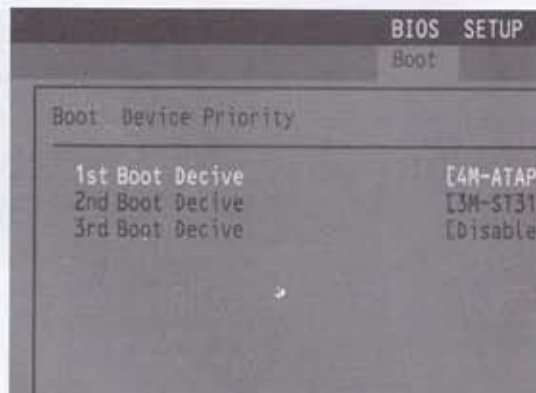 BIOS SETUP
Boot
Boot Device Priority
1st Boot Decive [4M-ATAP
2nd Boot Decive [3M-ST31
3rd Boot Decive [Disable